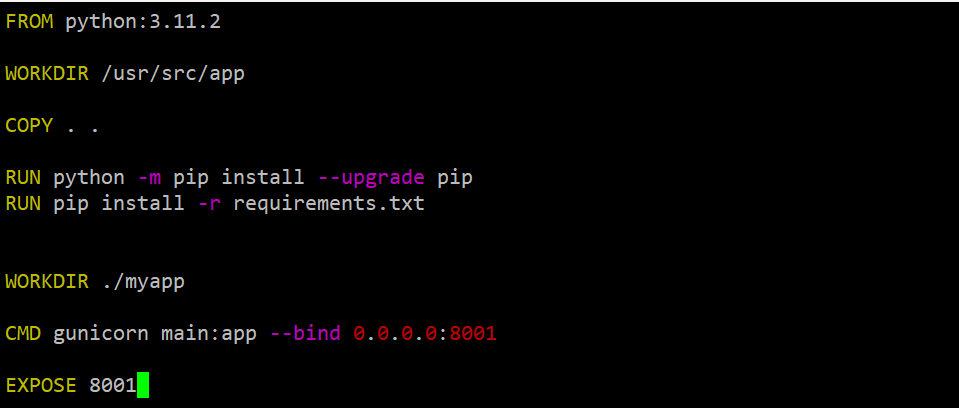 FROM python:3.11.2
WORKDIR /usr/src/app
COPY . .
RUN python -m pip install --upgrade pip
RUN pip install -r requirements.txt
WORKDIR ./myapp
CMD gunicorn main:app --bind 0.0.0.0:8001
EXPOSE 8001